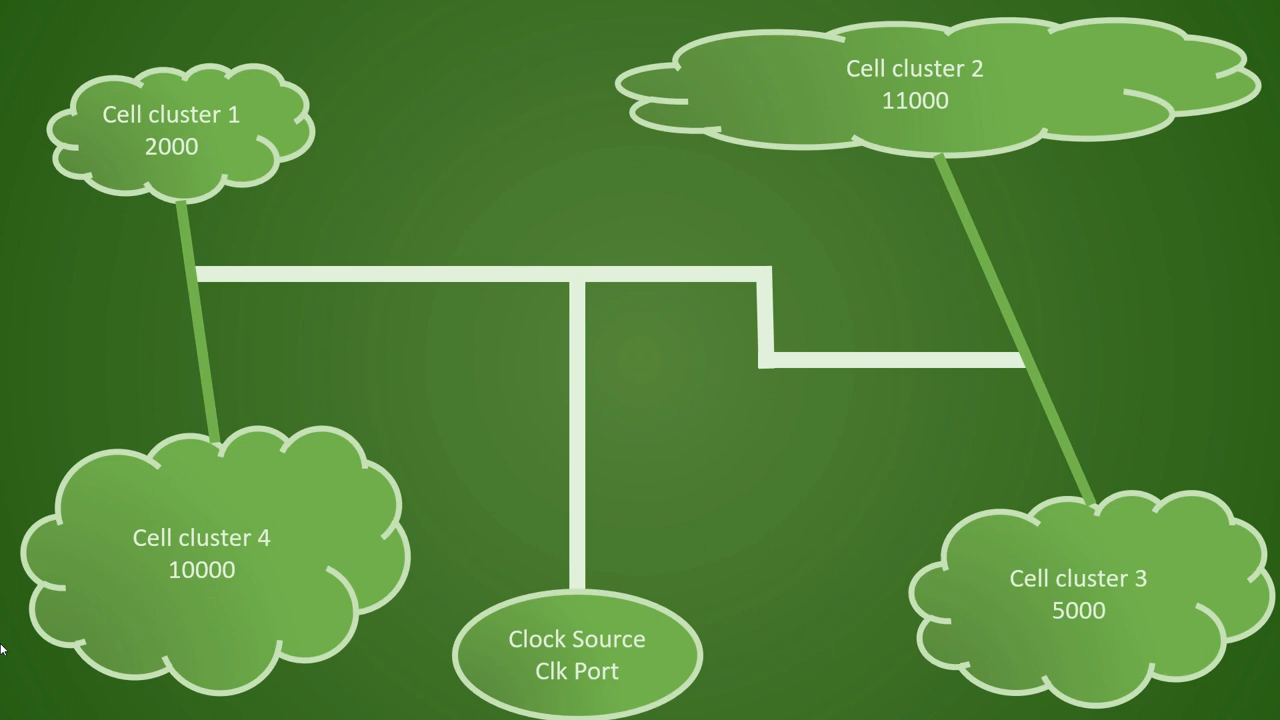 Cell cluster 1
2000
Cell cluster 2
11000
Cell cluster 4
10000
Cell cluster 3
5000
Clock Source
Clk Port